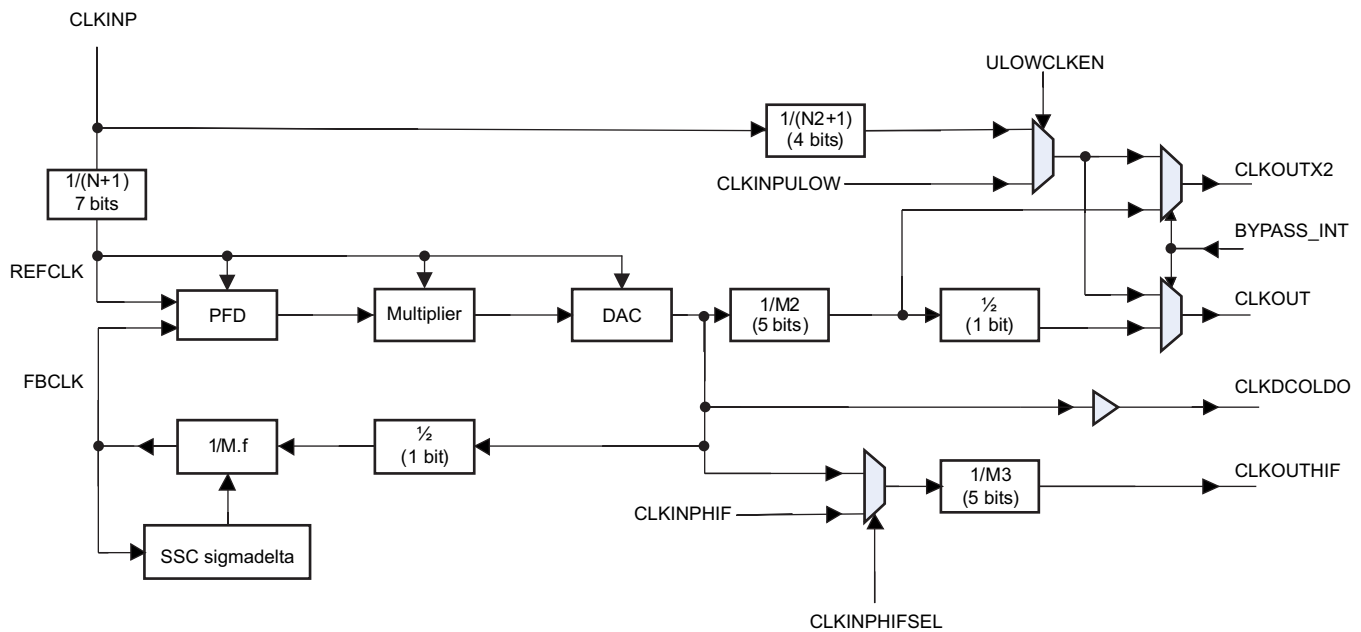 CLKINP
ULOWCLKEN
1/(N2+1)
(4 bits)
CLKINPULOW
CLKOUTX2
1/(N+1)
7 bits
BYPASS_INT
REFCLK
PFD
Multiplier
DAC
1/M2
(5 bits)
½
(1 bit)
CLKOUT
FBCLK
CLKDCOLDO
1/M.f
½
(1 bit)
1/M3
(5 bits)
CLKOUTHIF
CLKINPHIF
SSC sigmadelta
CLKINPHIFSEL